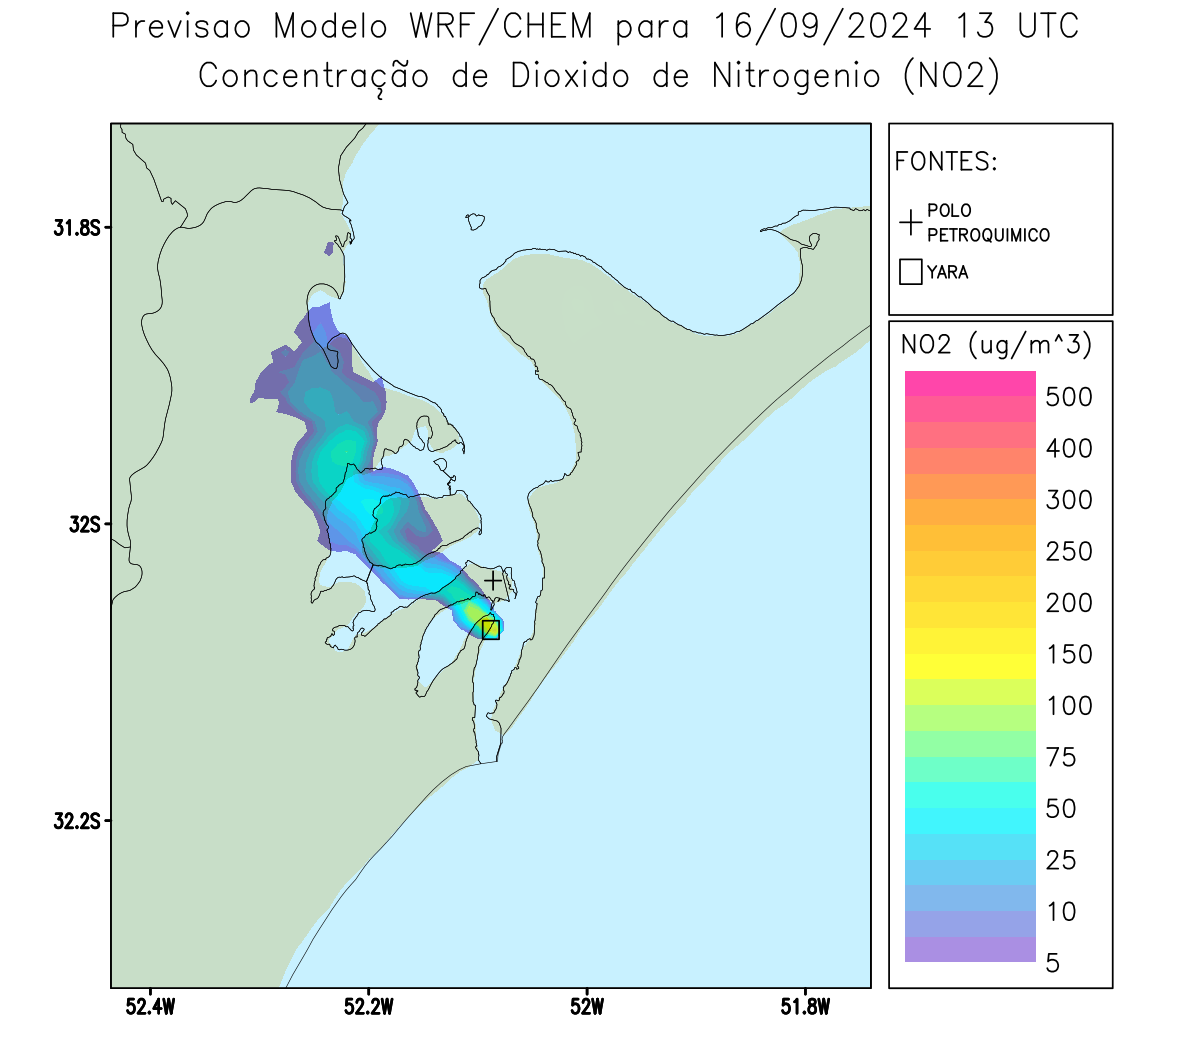 Previsao Modelo WRF/CHEM para 16/09/2024 13 UTC
Concentração de Dioxido de Nitrogenio (NO2)
FONTES:
POLO
PETROQUIMICO
YARA
NO2 (ug/m^3)
500
400
300
250
200
150
100
75
50
25
10
5
31.8S
32S
32.2S
52.4W
52.2W
52W
51.8W